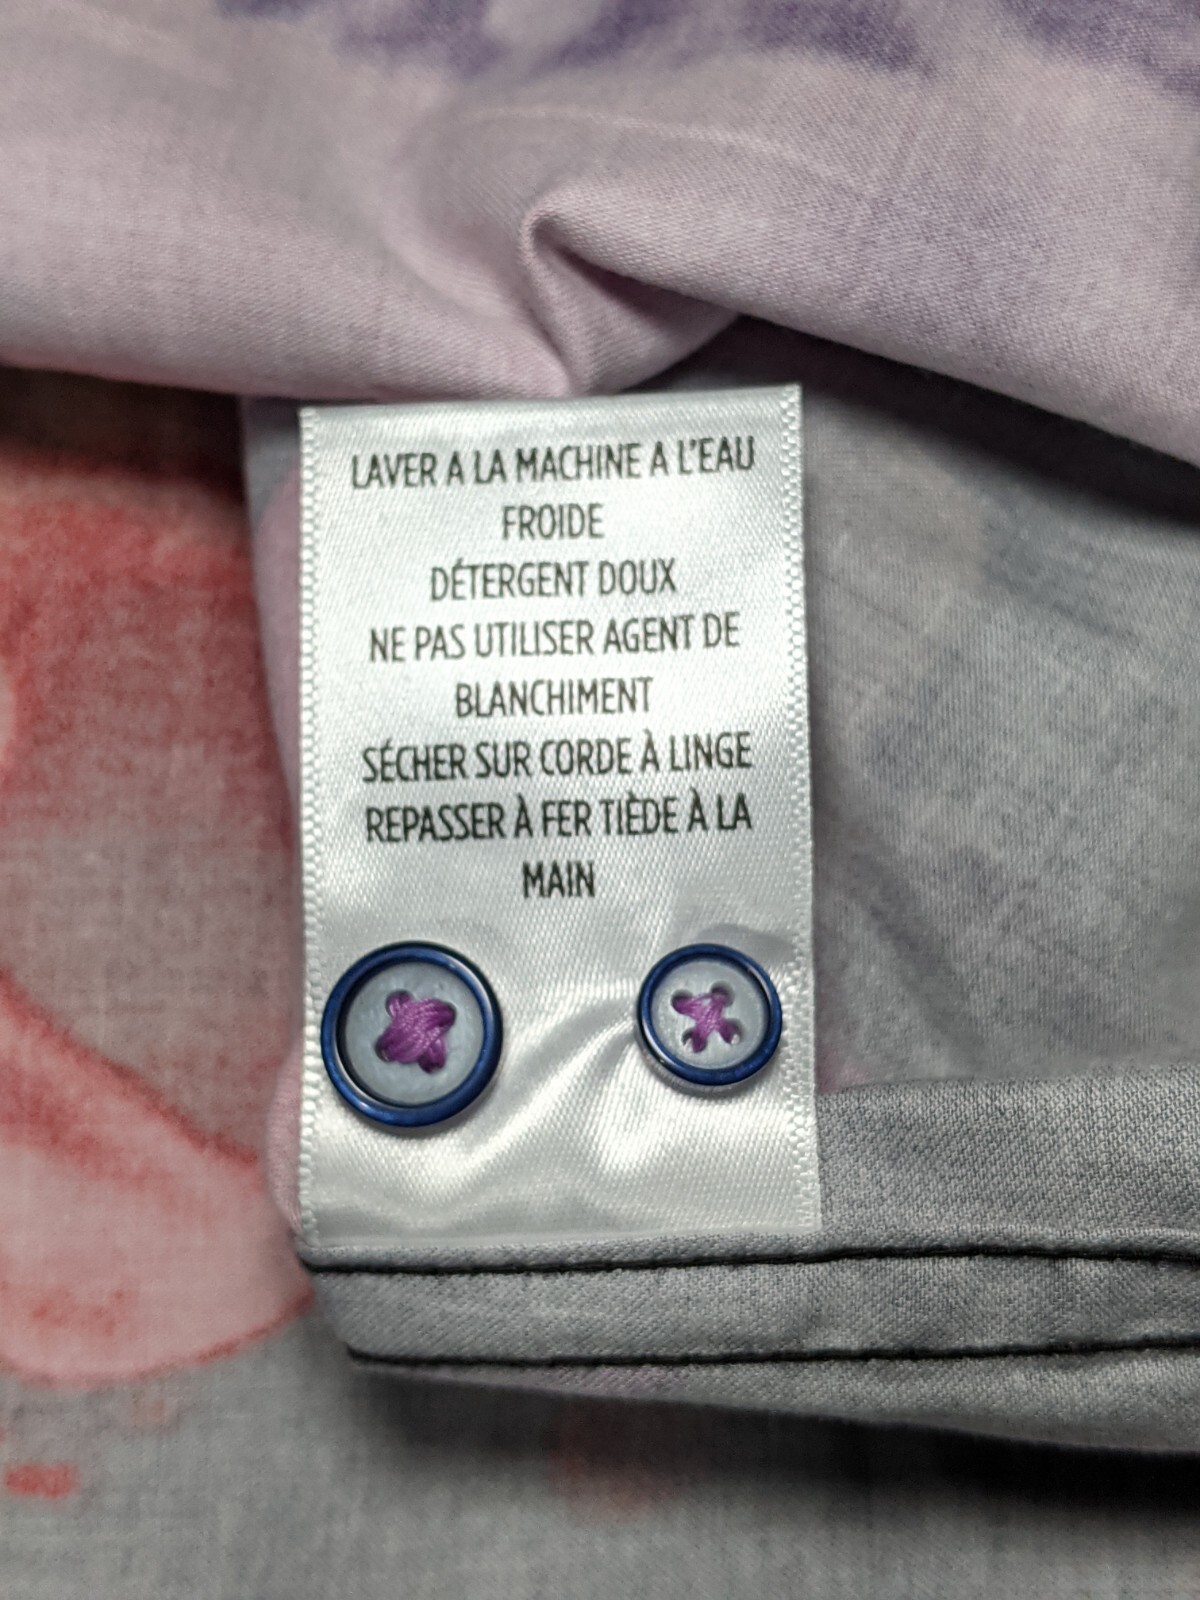 LAVER A LA MACHINE A L'EAU
FROIDE
DÉTERGENT DOUX
NE PAS UTILISER AGENT DE
BLANCHIMENT
SÉCHER SUR CORDE À LINGE
REPASSER À FER TIÈDE À LA
MAIN